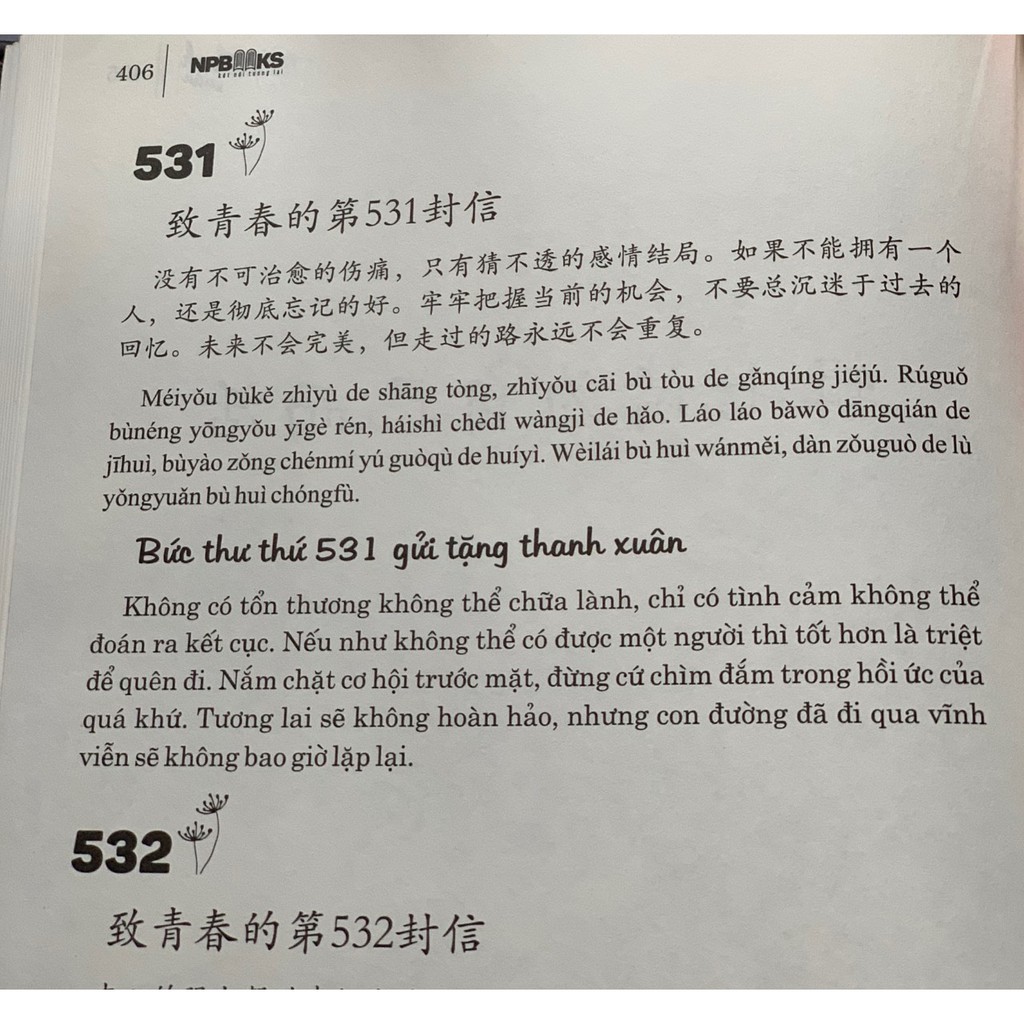 406
NPBOOKS
kết nối tương lai
531
致青春的第531封信
没有不可治愈的伤痛，只有猜不透的感情结局。如果不能拥有一个
人，还是彻底忘记的好。牢牢把握当前的机会，不要总沉迷于过去的
回忆。未来不会完美，但走过的路永远不会重复。
Méiyǒu bùkě zhìyù de shāng tòng, zhǐyǒu cāi bù tòu de gǎnqíng jiéjú. Rúguǒ
bùnéng yōngyǒu yīgè rén, háishì chèdǐ wàngjì de hǎo. Láo láo bǎwò dāngqián de
jīhuì, bùyào zǒng chénmí yú guòqù de huíyì. Wèilái bù huì wánměi, dàn zǒuguò de lù
yǒngyuǎn bù huì chóngfù.
Bức thư thứ 531 gửi tặng thanh xuân
Không có tổn thương không thể chữa lành, chỉ có tình cảm không thể
đoán ra kết cục. Nếu như không thể có được một người thì tốt hơn là triệt
để quên đi. Nắm chặt cơ hội trước mặt, đừng cứ chìm đắm trong hồi ức của
quá khứ. Tương lai sẽ không hoàn hảo, nhưng con đường đã đi qua vĩnh
viễn sẽ không bao giờ lặp lại.
532
致青春的第532封信